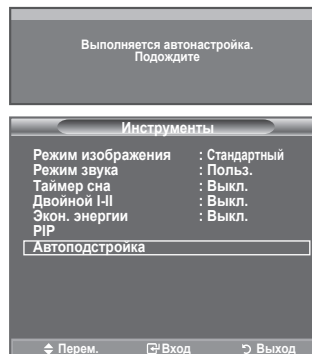 Выполняется автонастройка.
Подождите
Инструменты
Режим изображения : Стандартный
Режим звука : Польз.
Таймер сна : Выкл.
Двойной I-II : Выкл.
Экон. энергии : Выкл.
PIP
Автоподстройка
Перем. Вход Выход